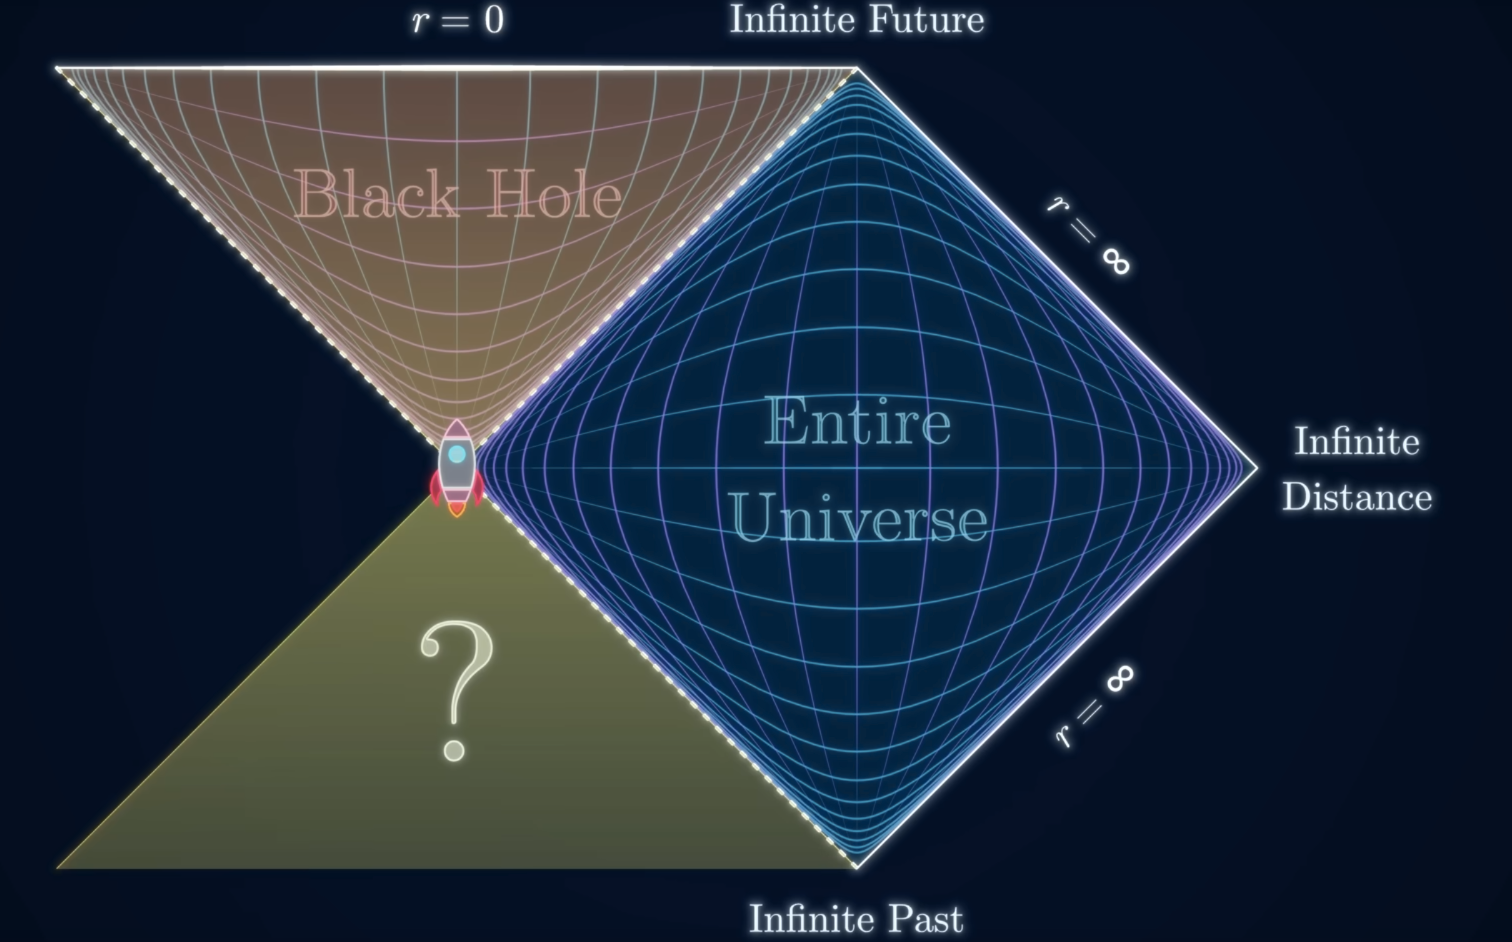 r = 0
Infinite Future
Black Hole
r = ∞
Entire
Universe
Infinite
Distance
?
r = ∞
Infinite Past